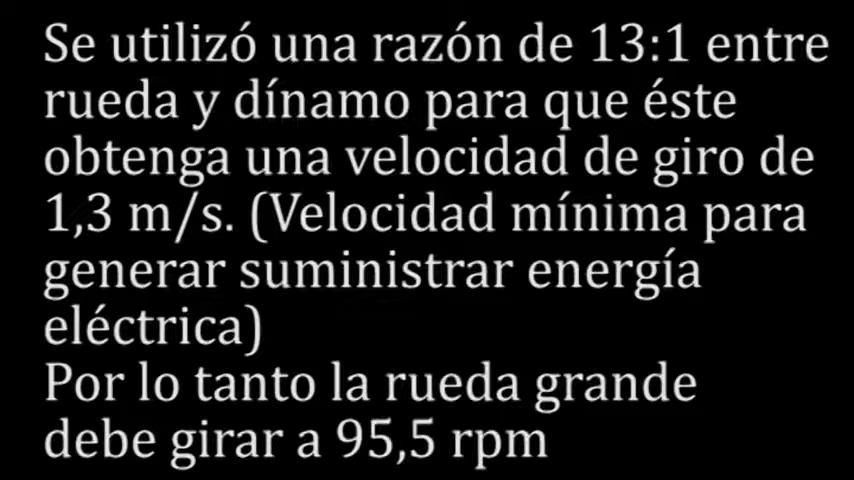 Se utilizó una razón de 13:1 entre
rueda y dínamo para que éste
obtenga una velocidad de giro de
1,3 m/s. (Velocidad mínima para
generar suministrar energía
eléctrica)
Por lo tanto la rueda grande
debe girar a 95,5 rpm